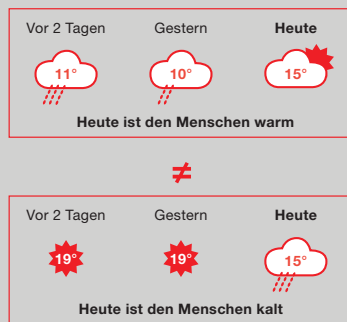 Vor 2 Tagen Gestern Heute
11° 10° 15°
Heute ist den Menschen warm
≠
Vor 2 Tagen Gestern Heute
19° 19° 15°
Heute ist den Menschen kalt